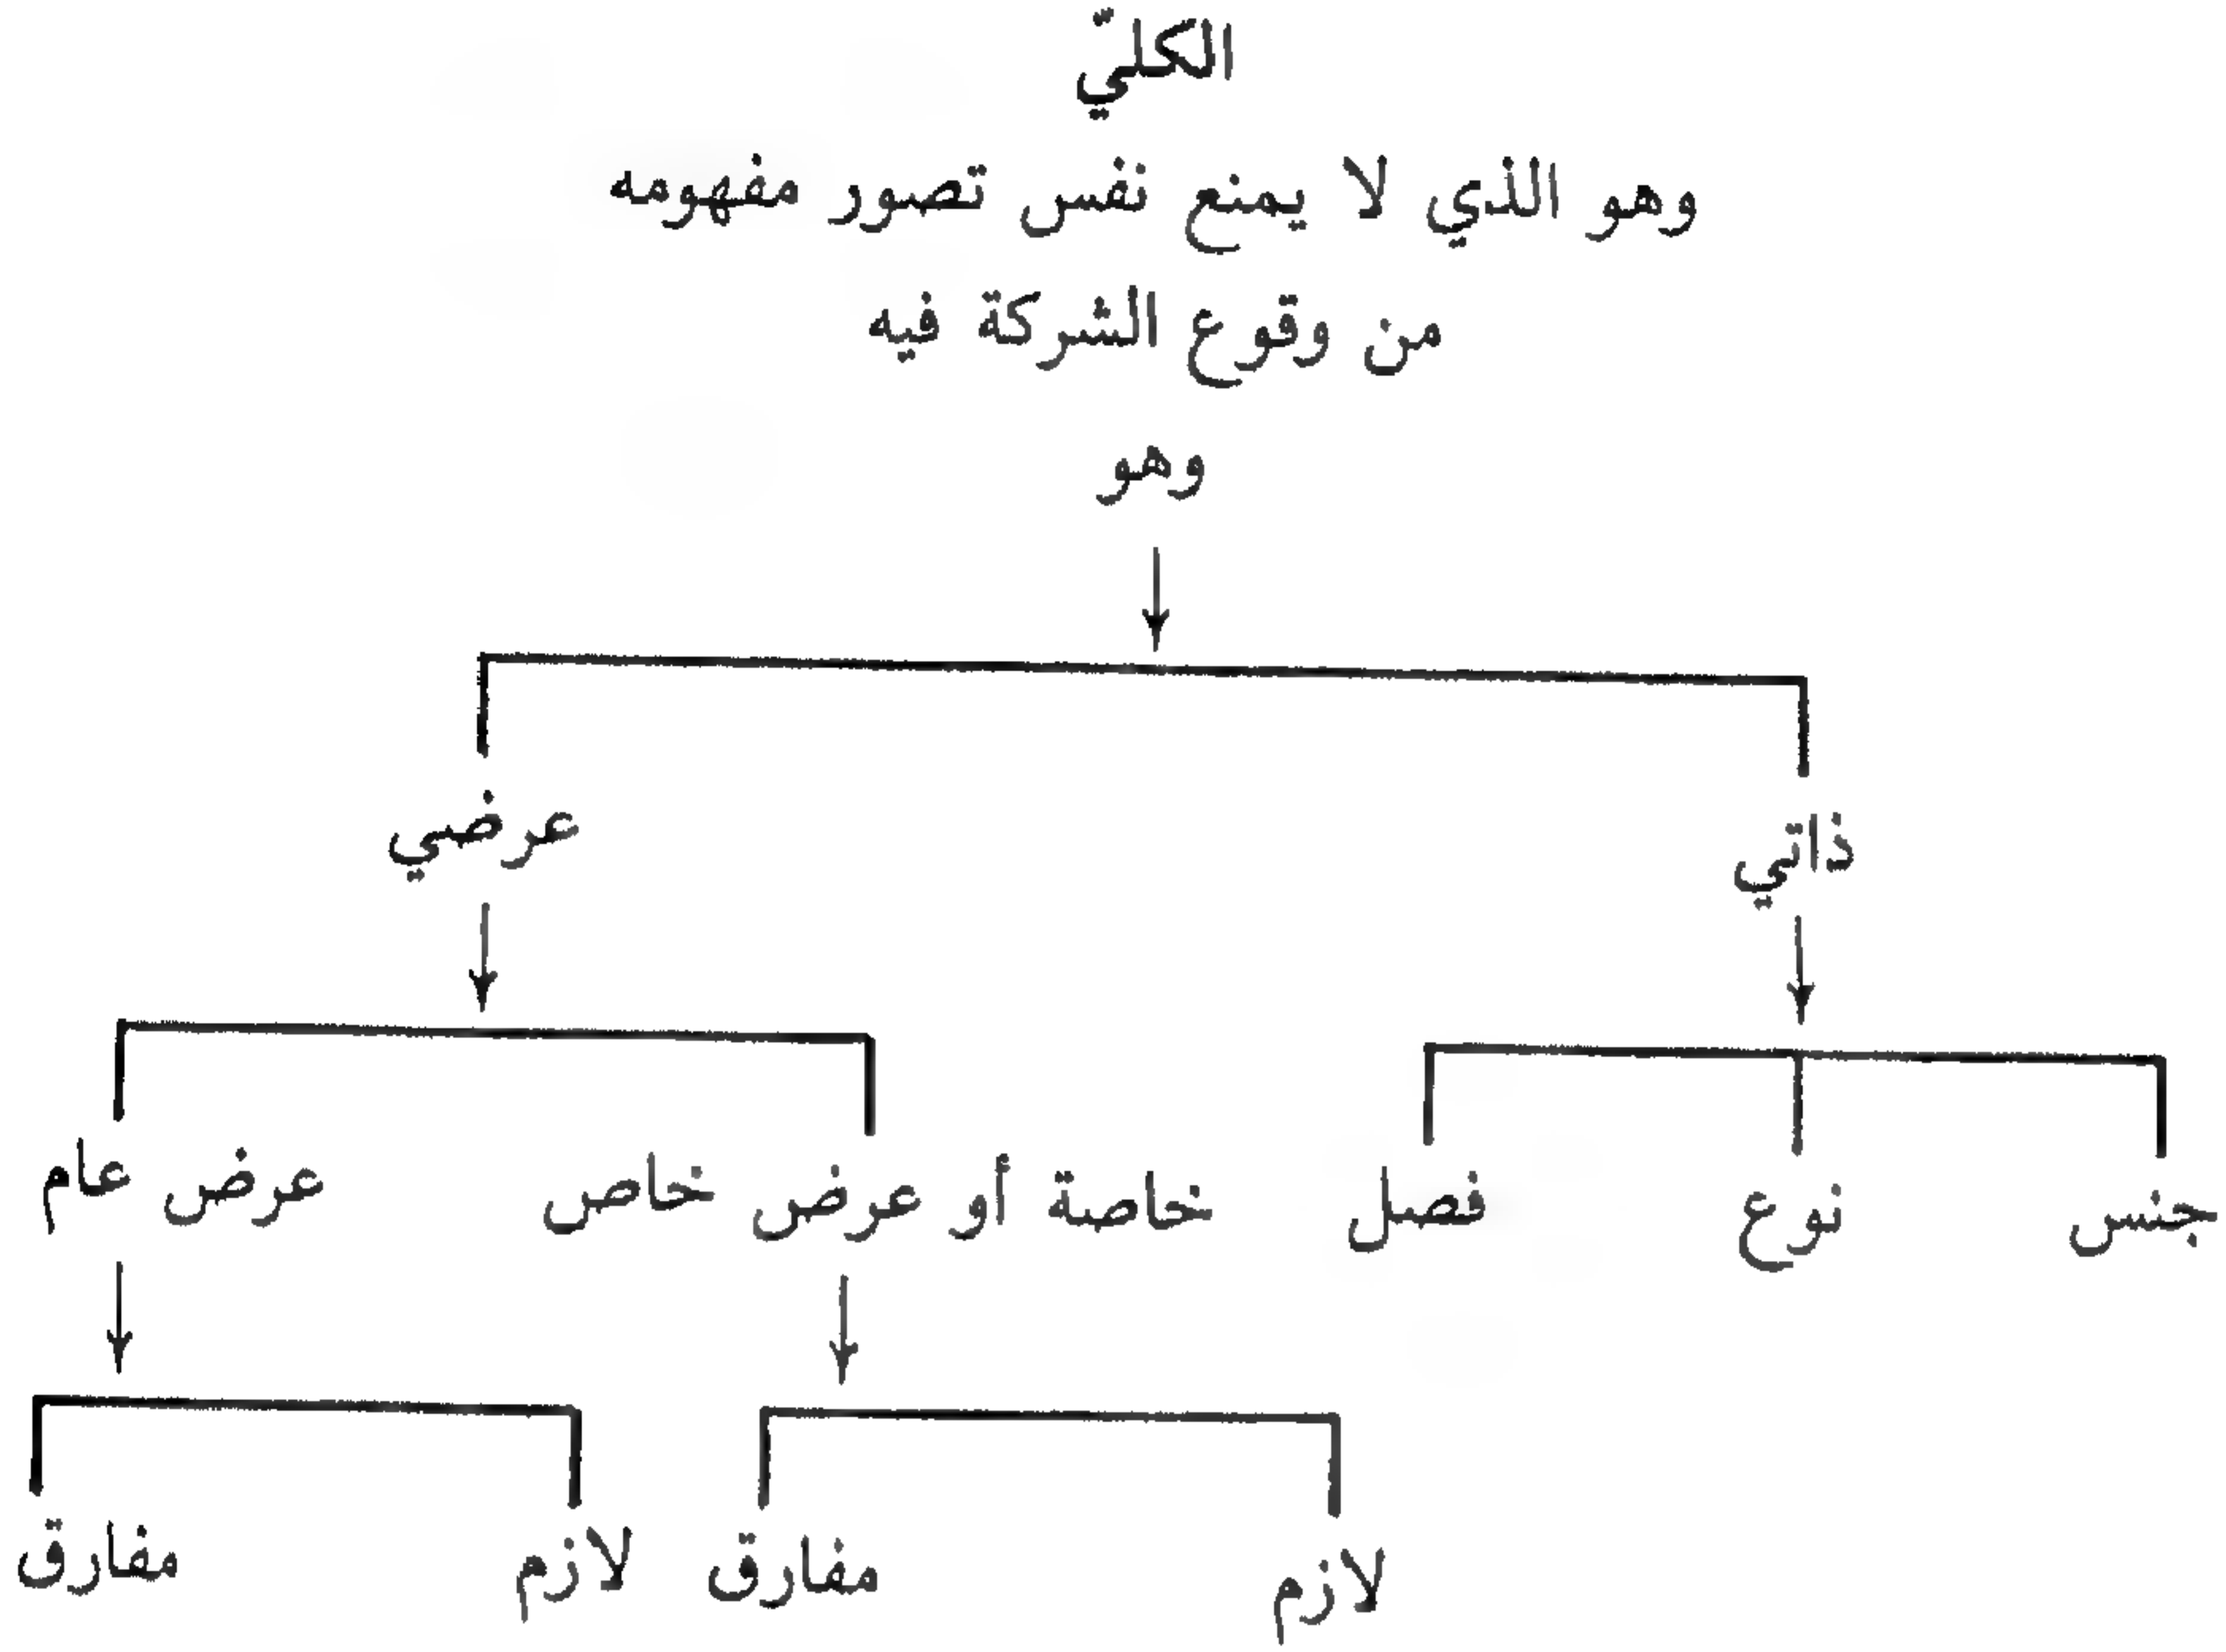 الكليّ
وهو الذي لا يمنع نفس تصور مفهومه
من وقوع الشركة فيه
وهو
ذاتي عرضي
جنس نوع فصل خاصة أو عرض خاص عرض عام
لازم مفارق لازم مفارق